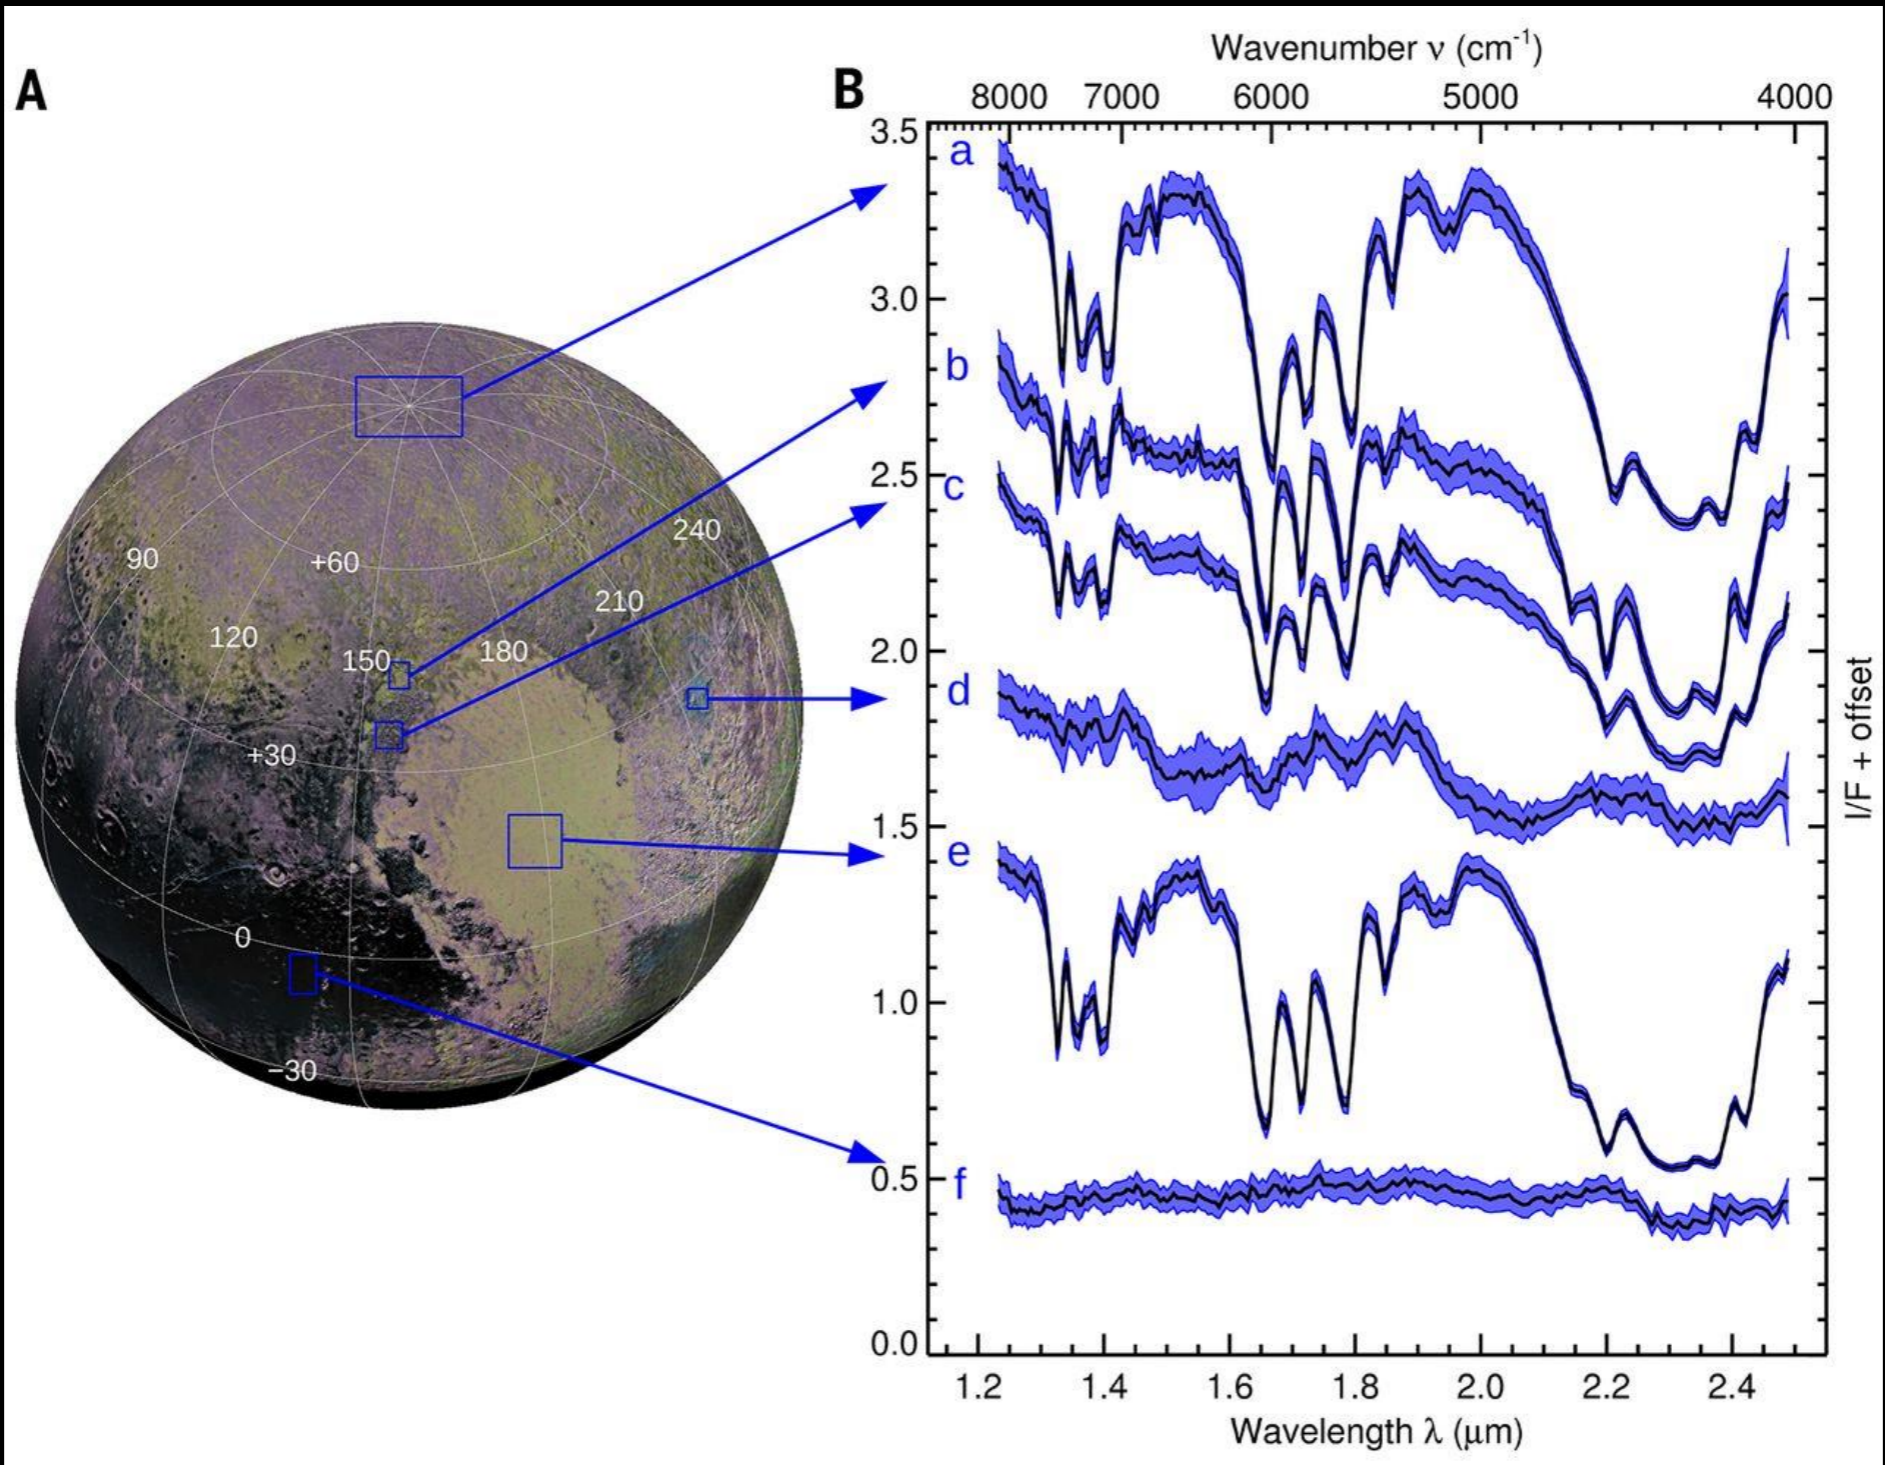 A
B
Wavenumber ν (cm⁻¹)
8000 7000 6000 5000 4000
3.5
3.0
2.5
2.0
1.5
1.0
0.5
0.0
a
b
c
d
e
f
240
90
+60
210
120
150
180
+30
0
−30
I/F + offset
1.2 1.4 1.6 1.8 2.0 2.2 2.4
Wavelength λ (μm)